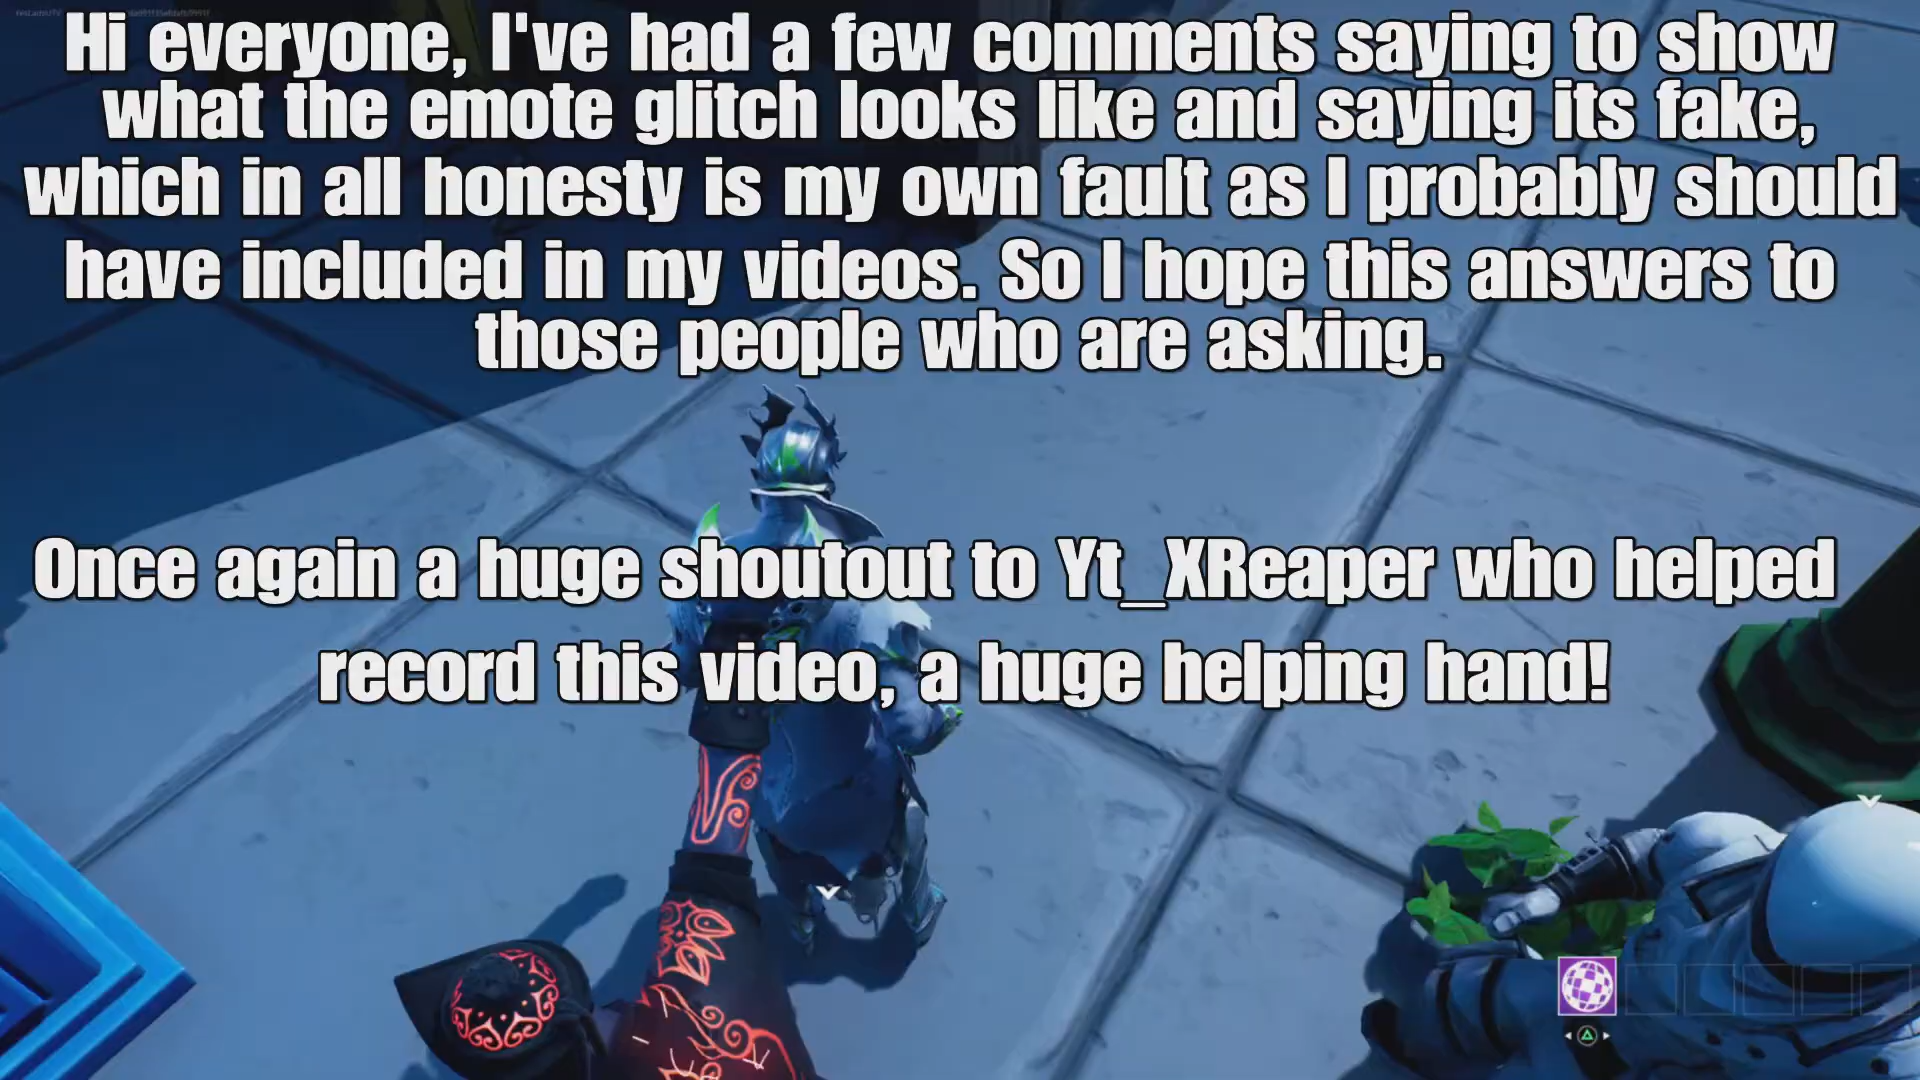 Hi everyone, I've had a few comments saying to show
what the emote glitch looks like and saying its fake,
which in all honesty is my own fault as I probably should
have included in my videos. So I hope this answers to
those people who are asking.
Once again a huge shoutout to Yt_XReaper who helped
record this video, a huge helping hand!